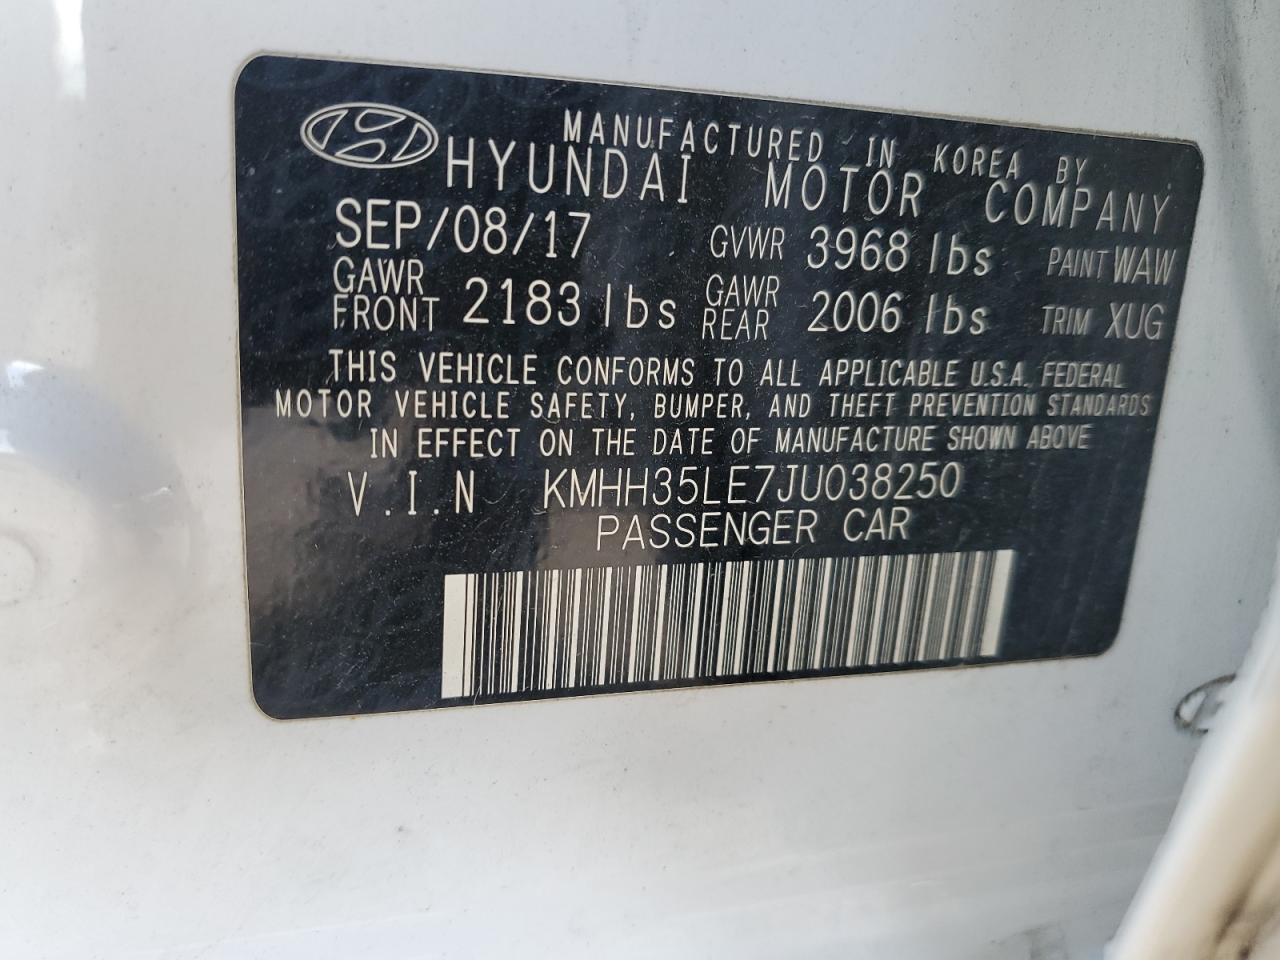 MANUFACTURED IN KOREA BY
HYUNDAI MOTOR COMPANY
SEP/08/17 GVWR 3968 lbs PAINT WAW
GAWR FRONT 2183 lbs GAWR REAR 2006 lbs TRIM XUG
THIS VEHICLE CONFORMS TO ALL APPLICABLE U.S.A. FEDERAL
MOTOR VEHICLE SAFETY, BUMPER, AND THEFT PREVENTION STANDARDS
IN EFFECT ON THE DATE OF MANUFACTURE SHOWN ABOVE
V.I.N KMHH35LE7JU038250
PASSENGER CAR